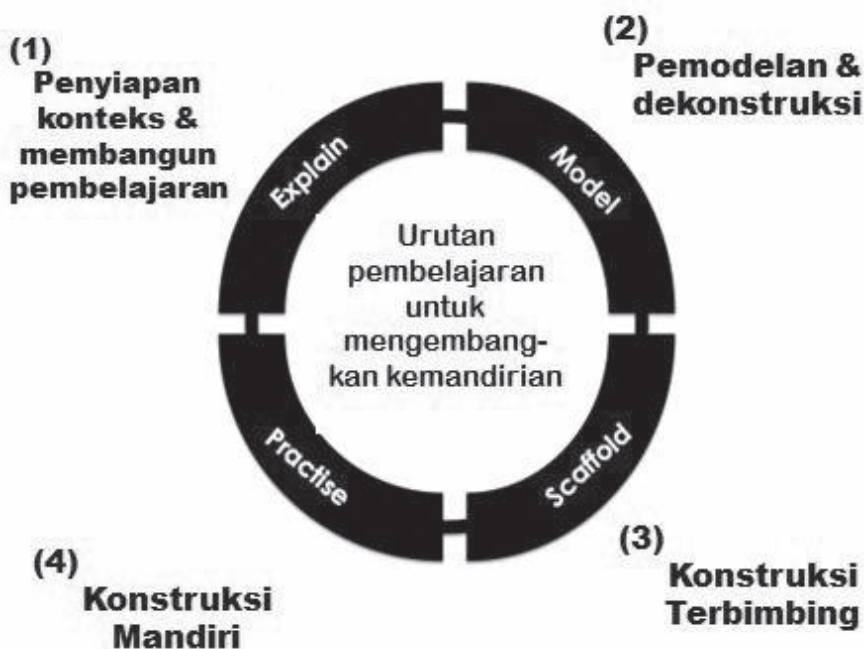 (1)
Penyiapan
konteks &
membangun
pembelajaran
Explain
(2)
Pemodelan &
dekonstruksi
Model
Urutan
pembelajaran
untuk
mengembang-
kan kemandirian
Scaffold
(3)
Konstruksi
Terbimbing
Practise
(4)
Konstruksi
Mandiri